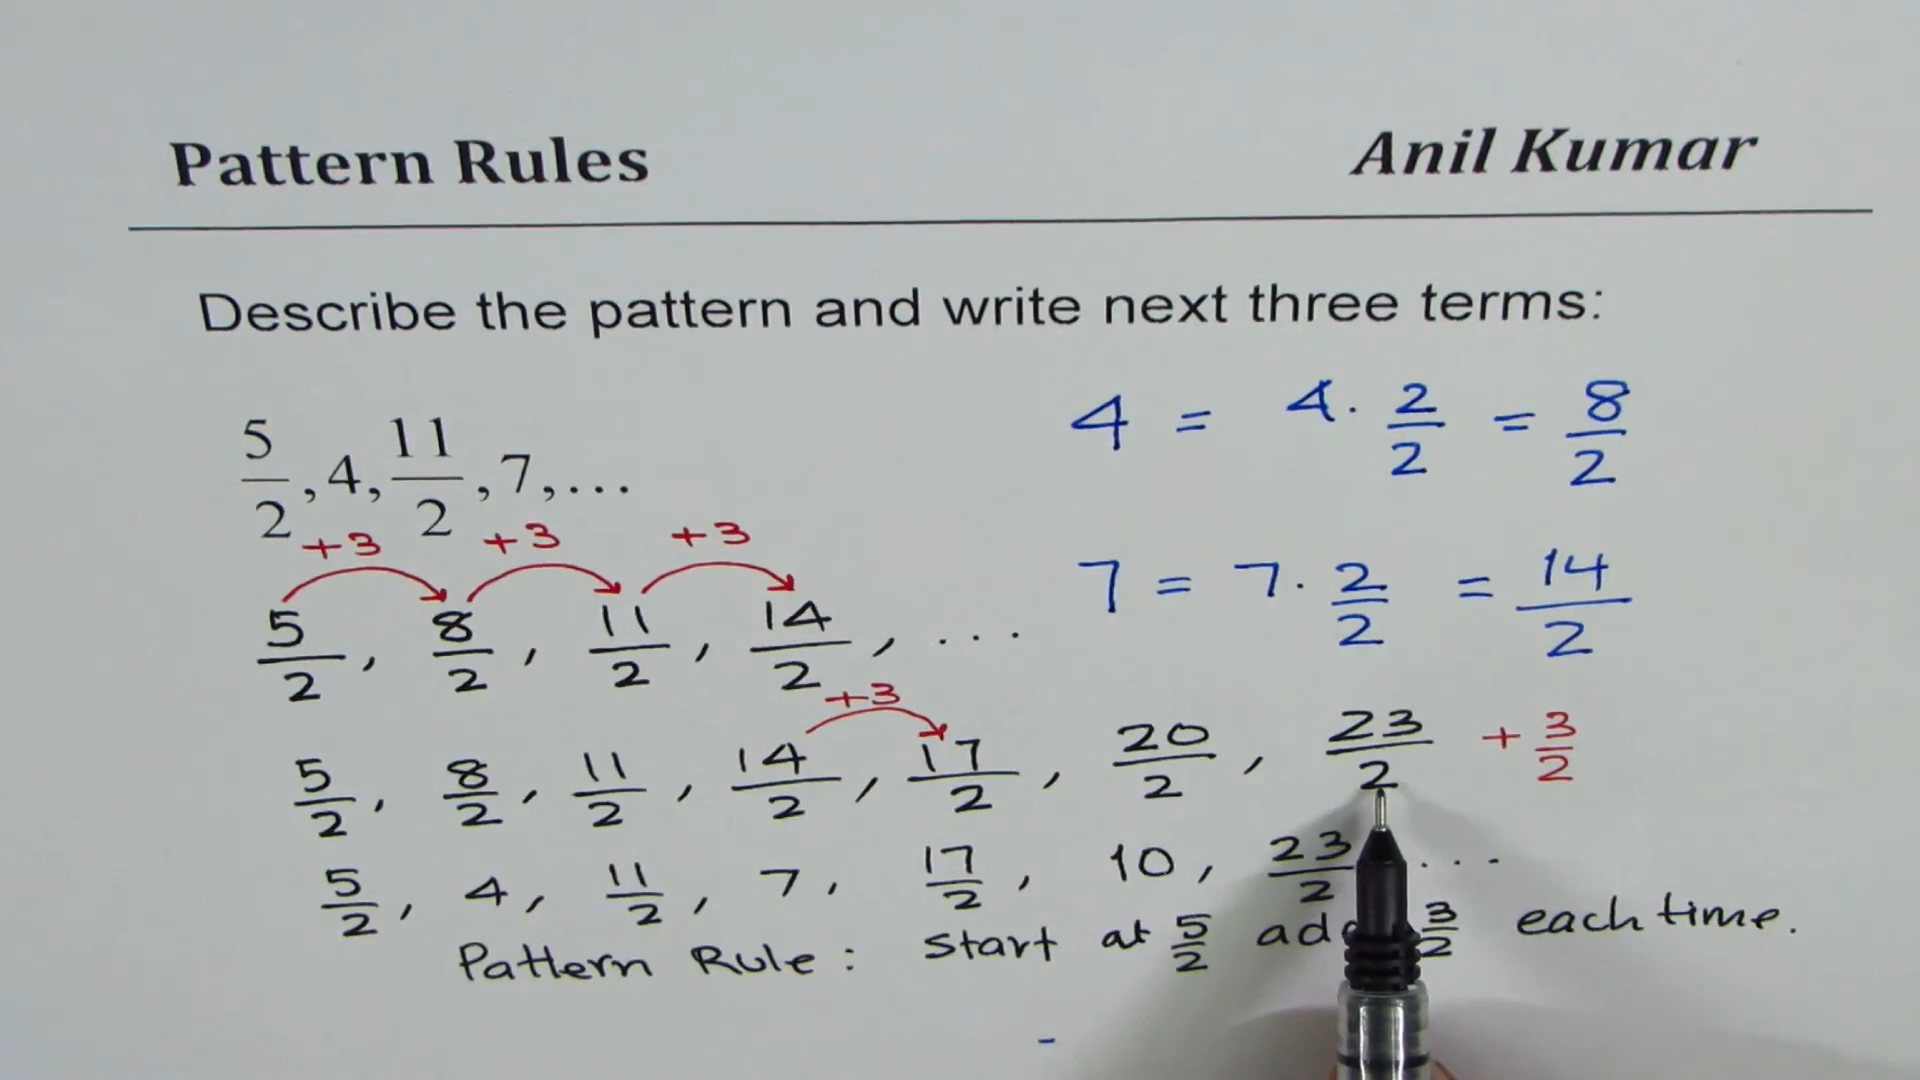 Pattern Rules Anil Kumar
Describe the pattern and write next three terms:
5/2, 4, 11/2, 7, ...
4 = 4 · 2/2 = 8/2
+3 +3 +3
7 = 7 · 2/2 = 14/2
5/2, 8/2, 11/2, 14/2, ...
+3
5/2, 8/2, 11/2, 14/2, 17/2, 20/2, 23/2 + 3/2
5/2, 4, 11/2, 7, 17/2, 10, 23/2 ...
Pattern Rule: Start at 5/2 3/2 each time.